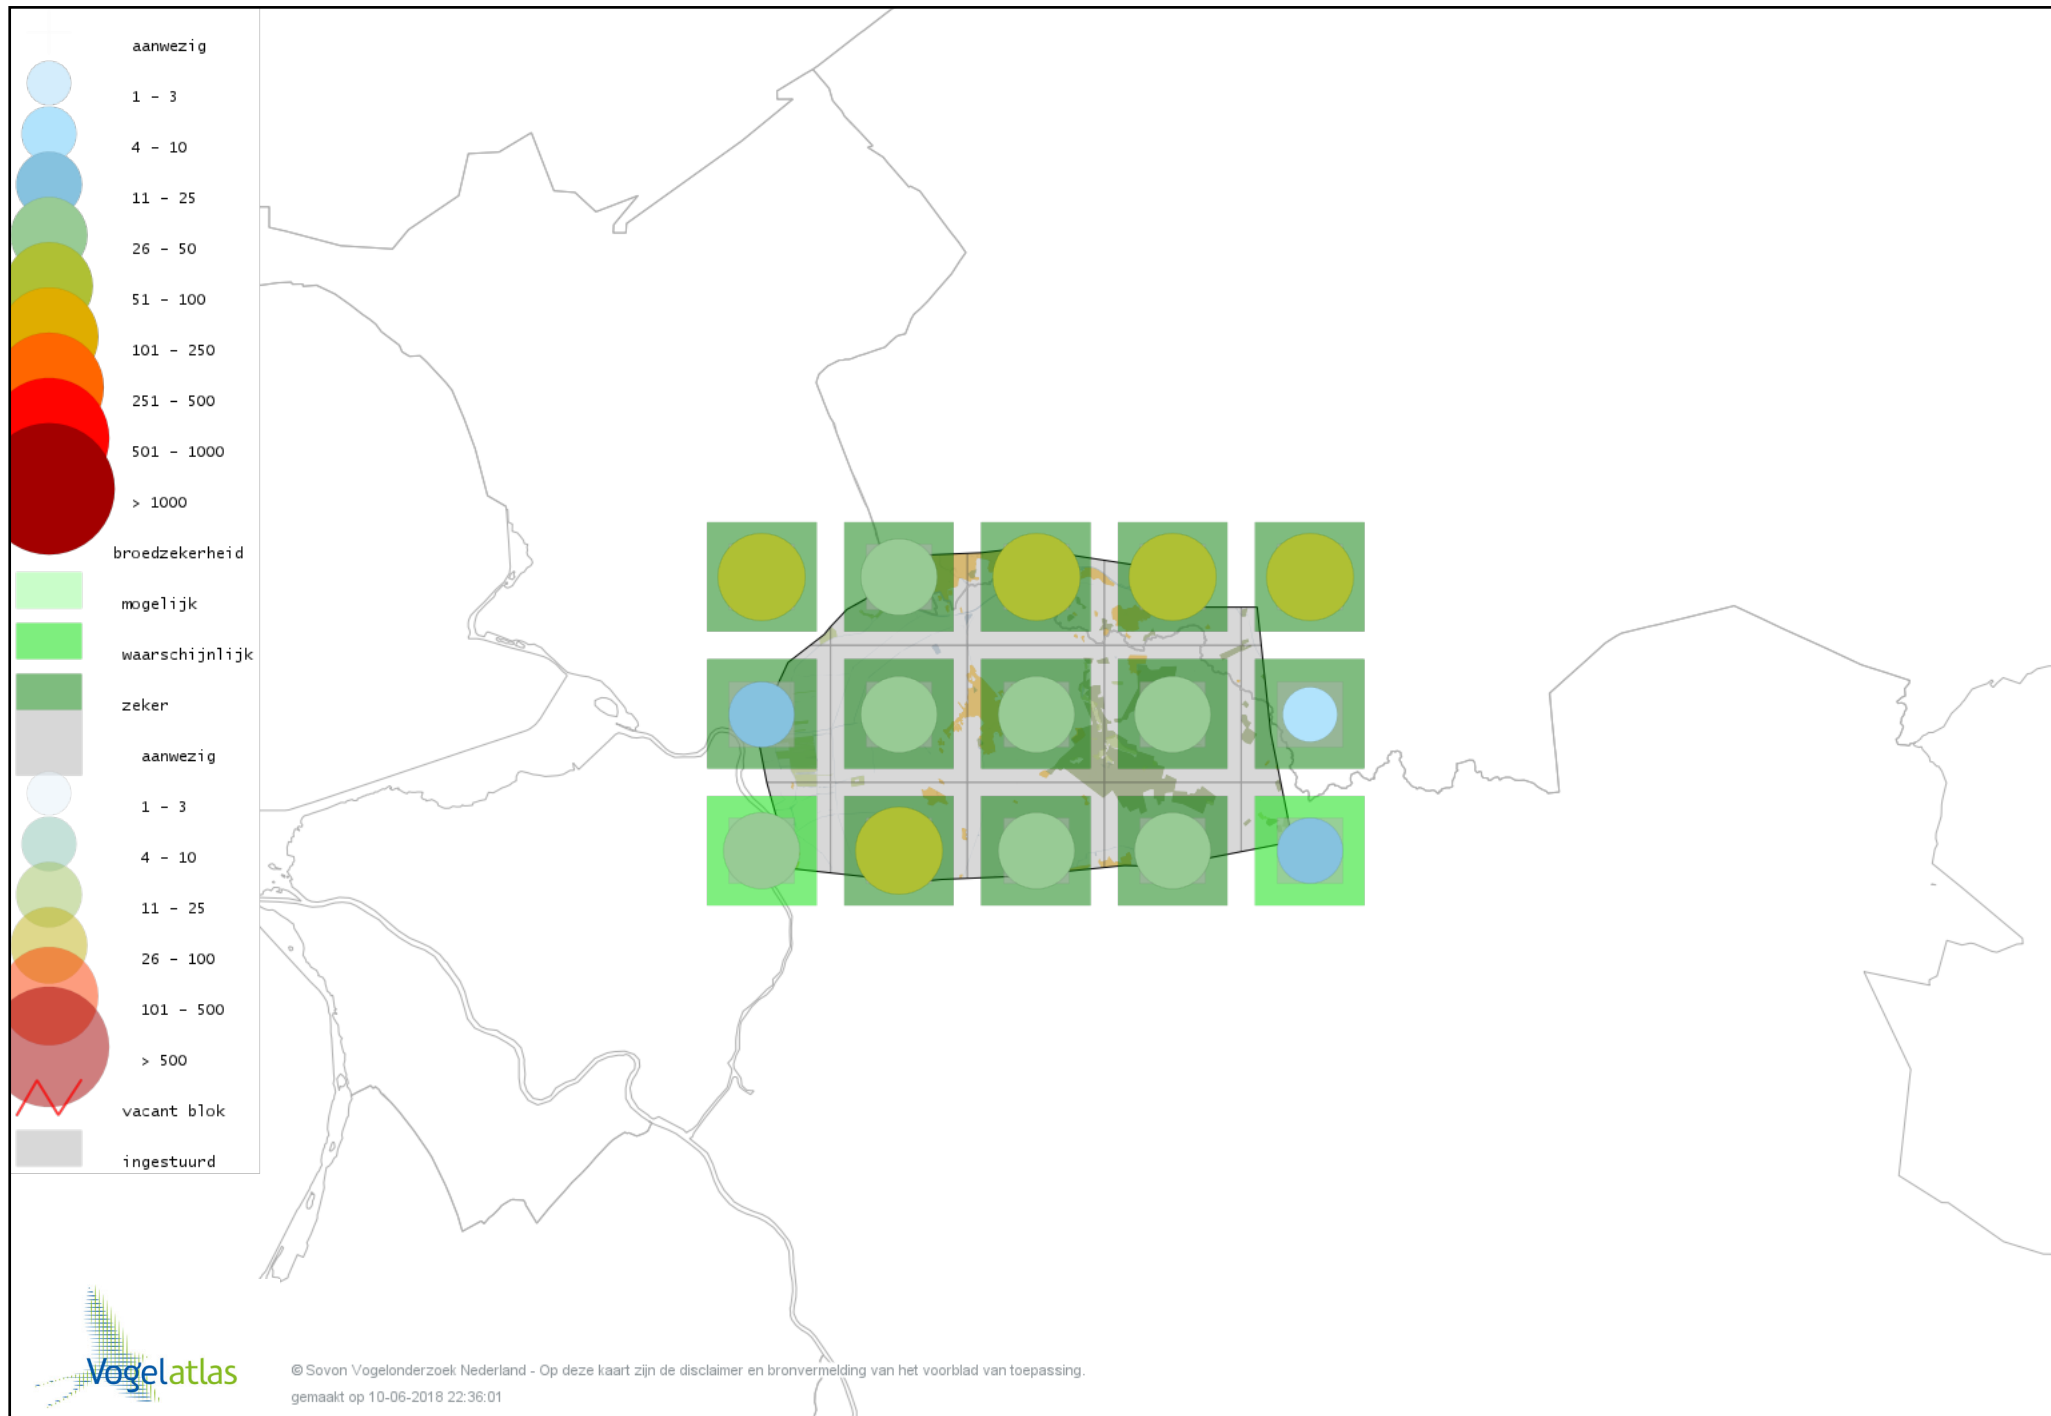 aanwezig
1 - 3
4 - 10
11 - 25
26 - 50
51 - 100
101 - 250
251 - 500
501 - 1000
> 1000
broedzekerheid
mogelijk
waarschijnlijk
zeker
aanwezig
1 - 3
4 - 10
11 - 25
26 - 100
101 - 500
> 500
vacant blok
ingestuurd
Vogelatlas
© Sovon Vogelonderzoek Nederland - Op deze kaart zijn de disclaimer en bronvermelding van het voorblad van toepassing.
gemaakt op 10-06-2018 22:36:01